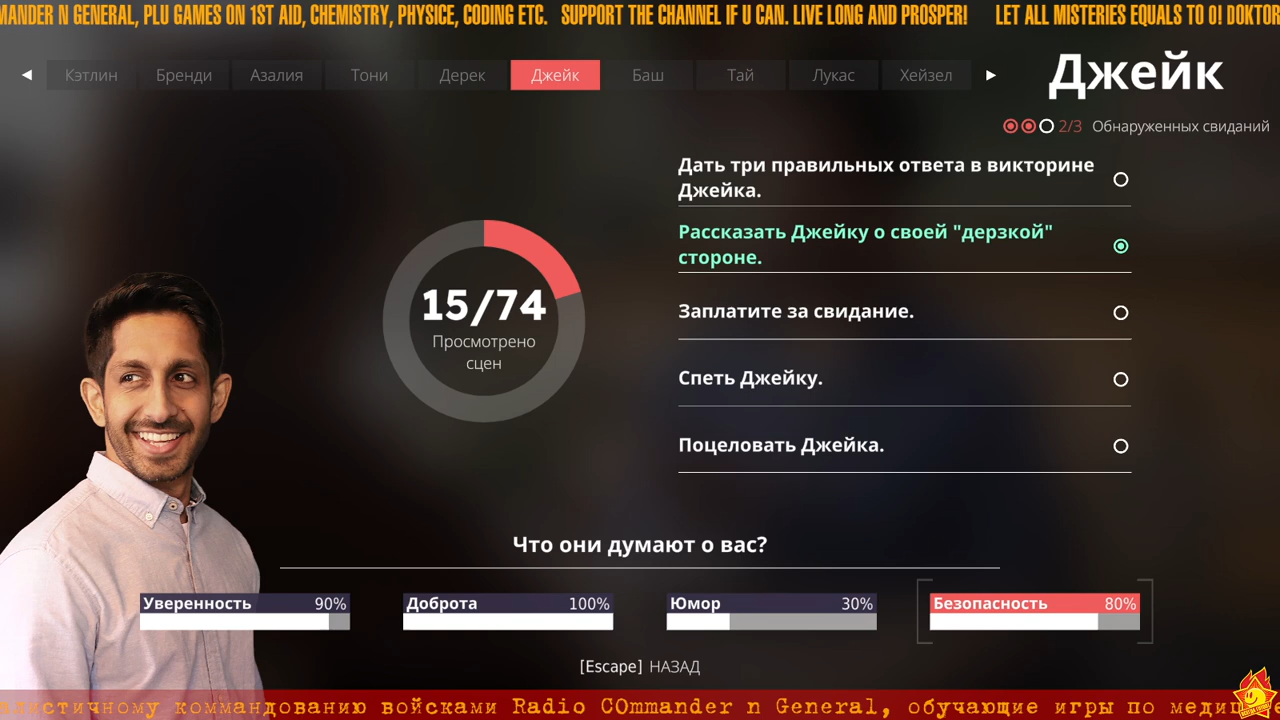 MANDER N GENERAL, PLU GAMES ON 1ST AID, CHEMISTRY, PHYSICE, CODING ETC. SUPPORT THE CHANNEL IF U CAN. LIVE LONG AND PROSPER! LET ALL MISTERIES EQUALS TO 0! DOKTOR
Кэтлин Бренди Азалия Тони Дерек Джейк Баш Тай Лукас Хейзел
Джейк
2/3 Обнаруженных свиданий
Дать три правильных ответа в викторине
Джейка.
Рассказать Джейку о своей "дерзкой"
стороне.
15/74
Просмотрено
сцен
Заплатите за свидание.
Спеть Джейку.
Поцеловать Джейка.
Что они думают о вас?
Уверенность 90% Доброта 100% Юмор 30% Безопасность 80%
[Escape] НАЗАД
алистичному коммандованию войсками Radio COmmander n General, обучающие игры по медиц